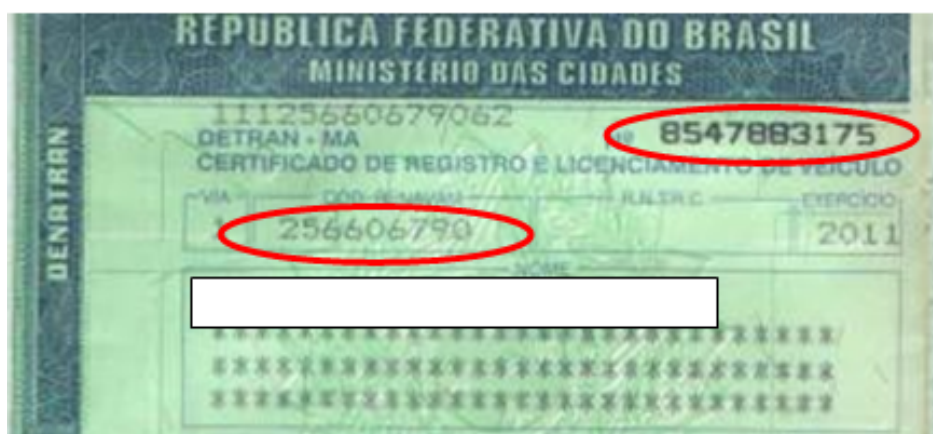 REPUBLICA FEDERATIVA DO BRASIL
MINISTÉRIO DAS CIDADES
DENATRAN
11125660679062
DETRAN - MA Nº 8547883175
CERTIFICADO DE REGISTRO E LICENCIAMENTO DE VEÍCULO
VIA COD. RENAVAM R.N.T.R.C. EXERCÍCIO
1 256606790 2011
NOME
*****************************
*****************************
*****************************